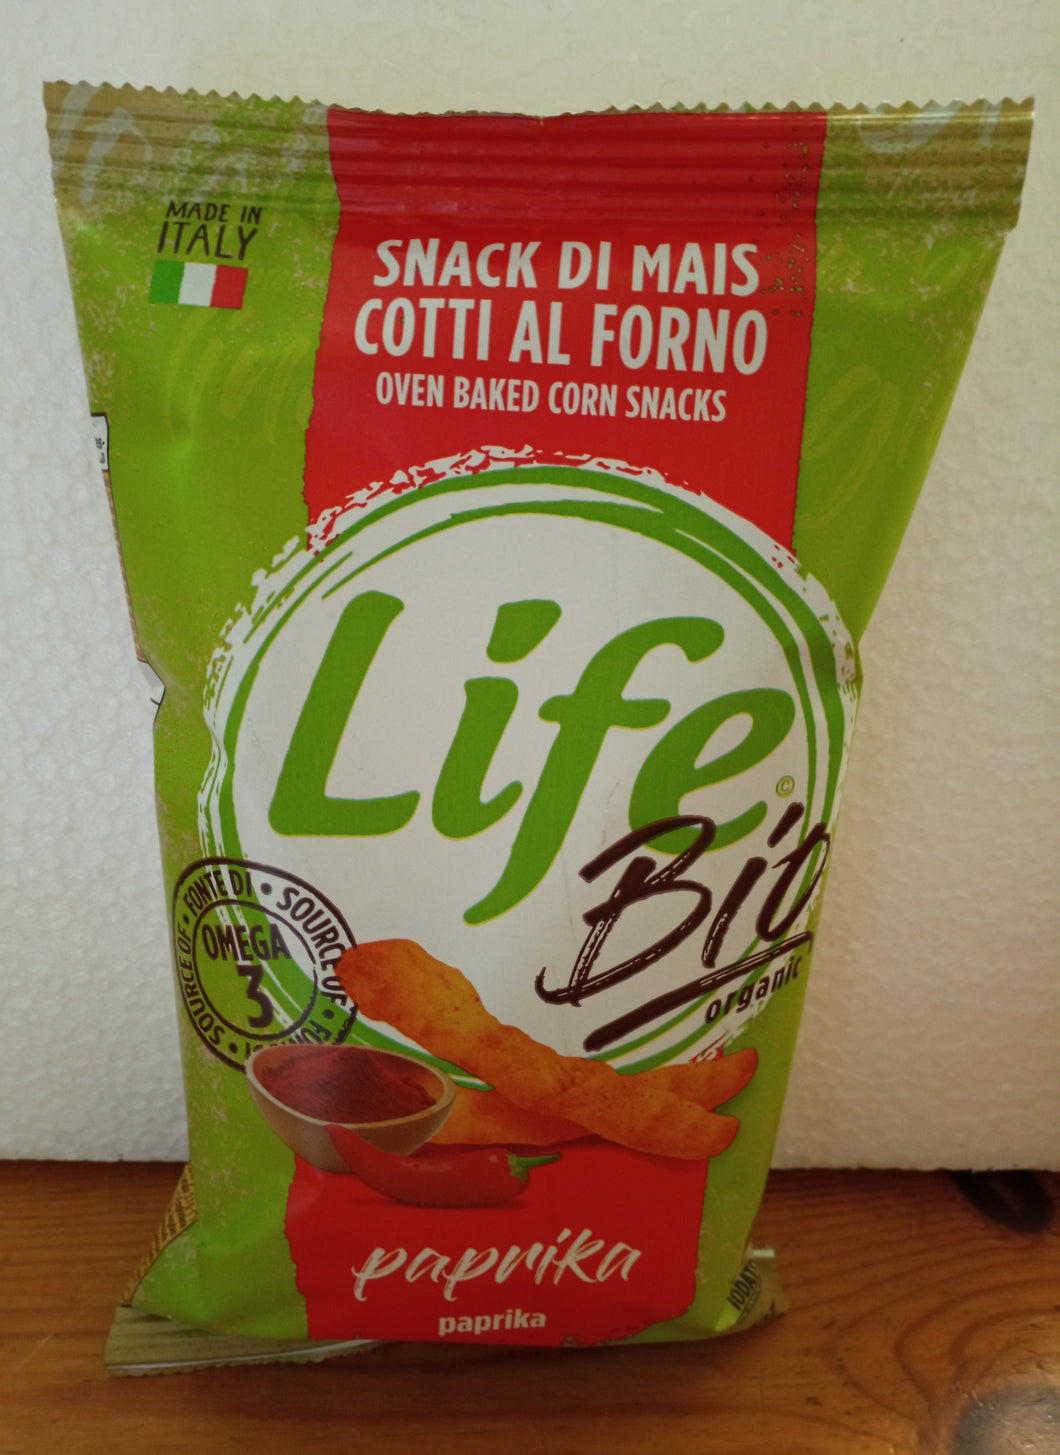 MADE IN
ITALY
SNACK DI MAIS
COTTI AL FORNO
OVEN BAKED CORN SNACKS
Life
©
Bio
organic
FONTE DI • SOURCE OF •
SOURCE OF •
OMEGA
3
paprika
paprika